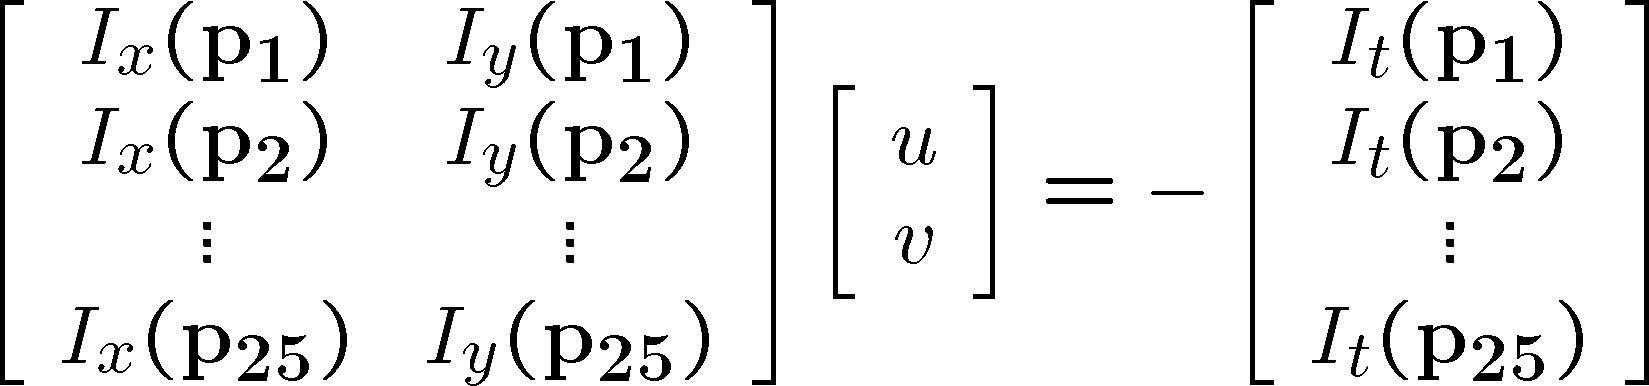 [ I_x(p_1) I_y(p_1) ] [ u ] = − [ I_t(p_1) ]
I_x(p_2) I_y(p_2) v I_t(p_2)
⋮ ⋮ ⋮
I_x(p_25) I_y(p_25) I_t(p_25)